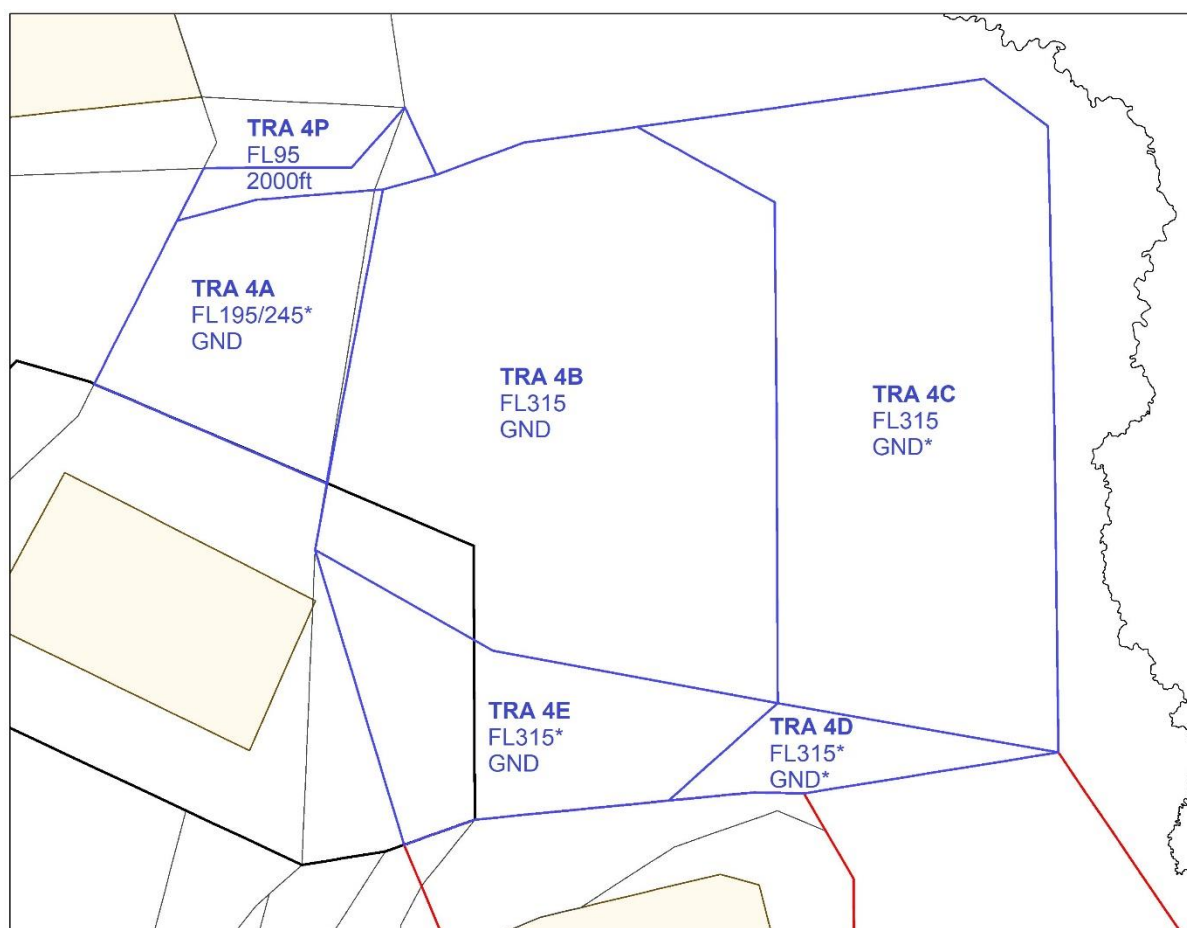 TRA 4P
FL95
2000ft
TRA 4A
FL195/245*
GND
TRA 4B
FL315
GND
TRA 4C
FL315
GND*
TRA 4E
FL315*
GND
TRA 4D
FL315*
GND*